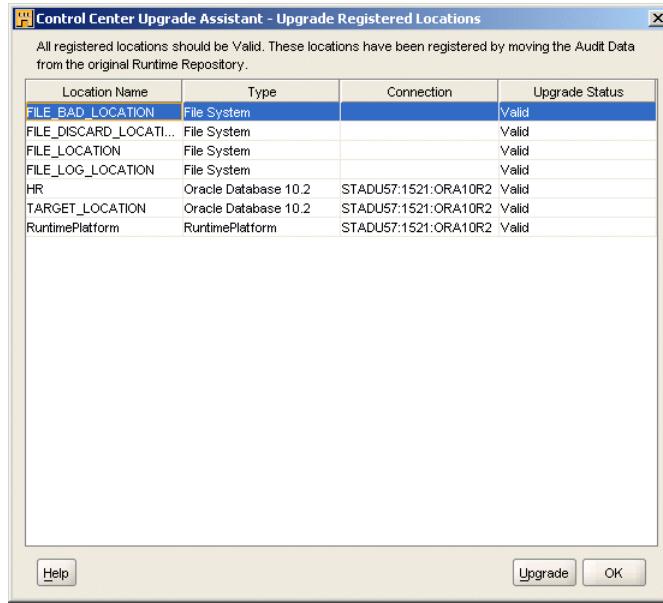 Control Center Upgrade Assistant - Upgrade Registered Locations
All registered locations should be Valid. These locations have been registered by moving the Audit Data
from the original Runtime Repository.
Location Name Type Connection Upgrade Status
FILE_BAD_LOCATION File System Valid
FILE_DISCARD_LOCATI... File System Valid
FILE_LOCATION File System Valid
FILE_LOG_LOCATION File System Valid
HR Oracle Database 10.2 STADU57:1521:ORA10R2 Valid
TARGET_LOCATION Oracle Database 10.2 STADU57:1521:ORA10R2 Valid
RuntimePlatform RuntimePlatform STADU57:1521:ORA10R2 Valid
Help Upgrade OK